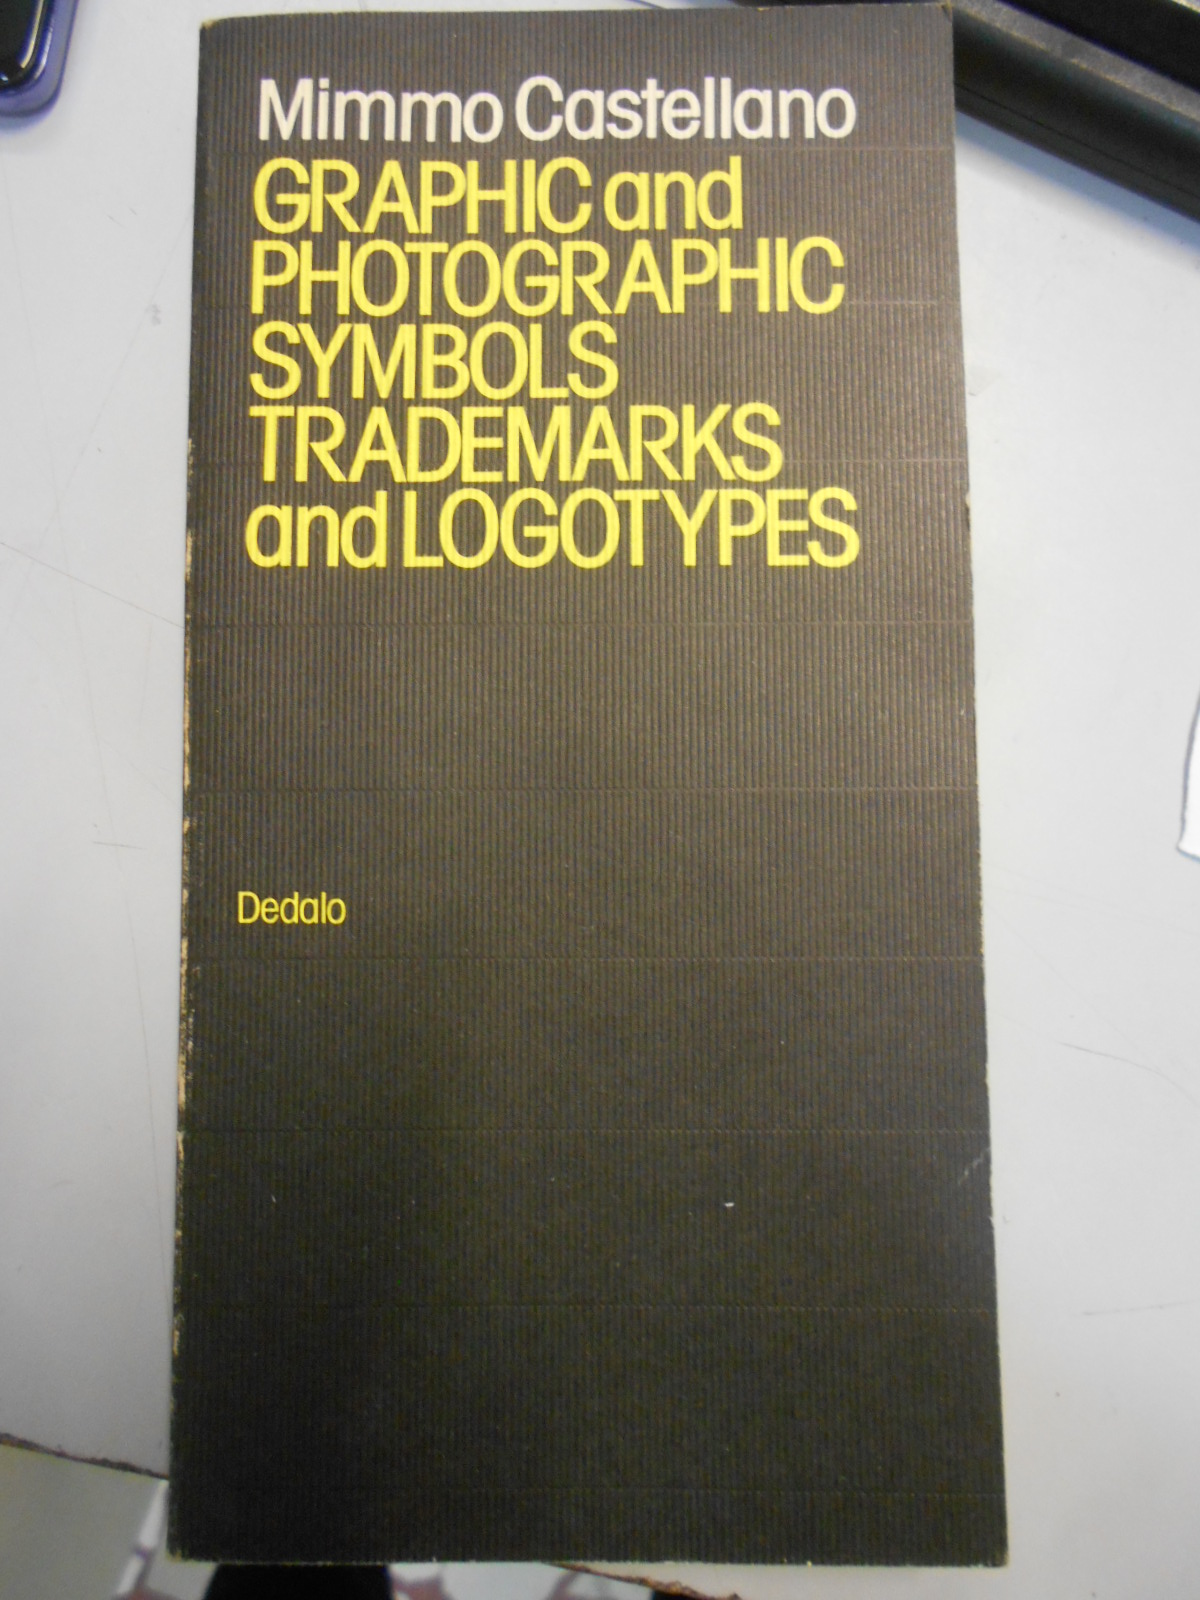 Mimmo Castellano
GRAPHIC and
PHOTOGRAPHIC
SYMBOLS
TRADEMARKS
and LOGOTYPES
Dedalo